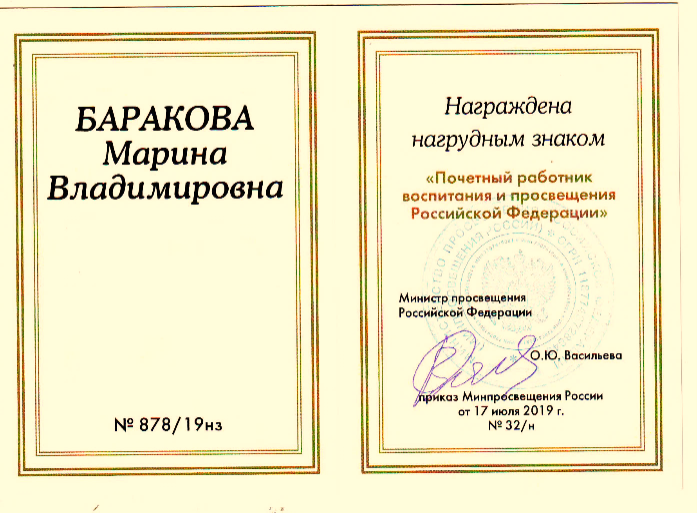 БАРАКОВА
Марина
Владимировна
№ 878/19нз
Награждена
нагрудным знаком
«Почетный работник
воспитания и просвещения
Российской Федерации»
Министр просвещения
Российской Федерации
О.Ю. Васильева
приказ Минпросвещения России
от 17 июля 2019 г.
№ 32/н